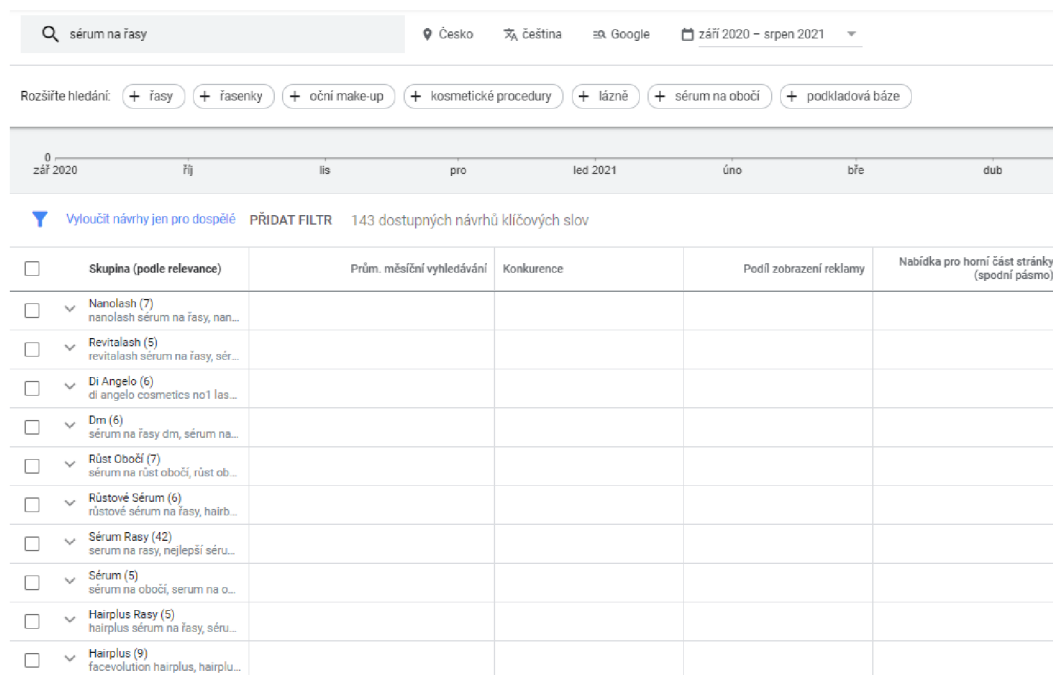 sérum na řasy Česko čeština Google září 2020 – srpen 2021
Rozšiřte hledání: + řasy + řasenky + oční make-up + kosmetické procedury + lázně + sérum na obočí + podkladová báze
0
zář 2020 říj lis pro led 2021 úno bře dub
Vyloučit návrhy jen pro dospělé PŘIDAT FILTR 143 dostupných návrhů klíčových slov
Skupina (podle relevance) Prům. měsíční vyhledávání Konkurence Podíl zobrazení reklamy Nabídka pro horní část stránky
(spodní pásmo)
Nanolash (7)
nanolash sérum na řasy, nan...
Revitalash (5)
revitalash sérum na řasy, sér...
Di Angelo (6)
di angelo cosmetics no1 las...
Dm (6)
sérum na řasy dm, sérum na...
Růst Obočí (7)
sérum na růst obočí, růst ob...
Růstové Sérum (6)
růstové sérum na řasy, hairb...
Sérum Rasy (42)
serum na rasy, nejlepší séru...
Sérum (5)
sérum na obočí, serum na o...
Hairplus Rasy (5)
hairplus sérum na řasy, séru...
Hairplus (9)
facevolution hairplus, hairplu...